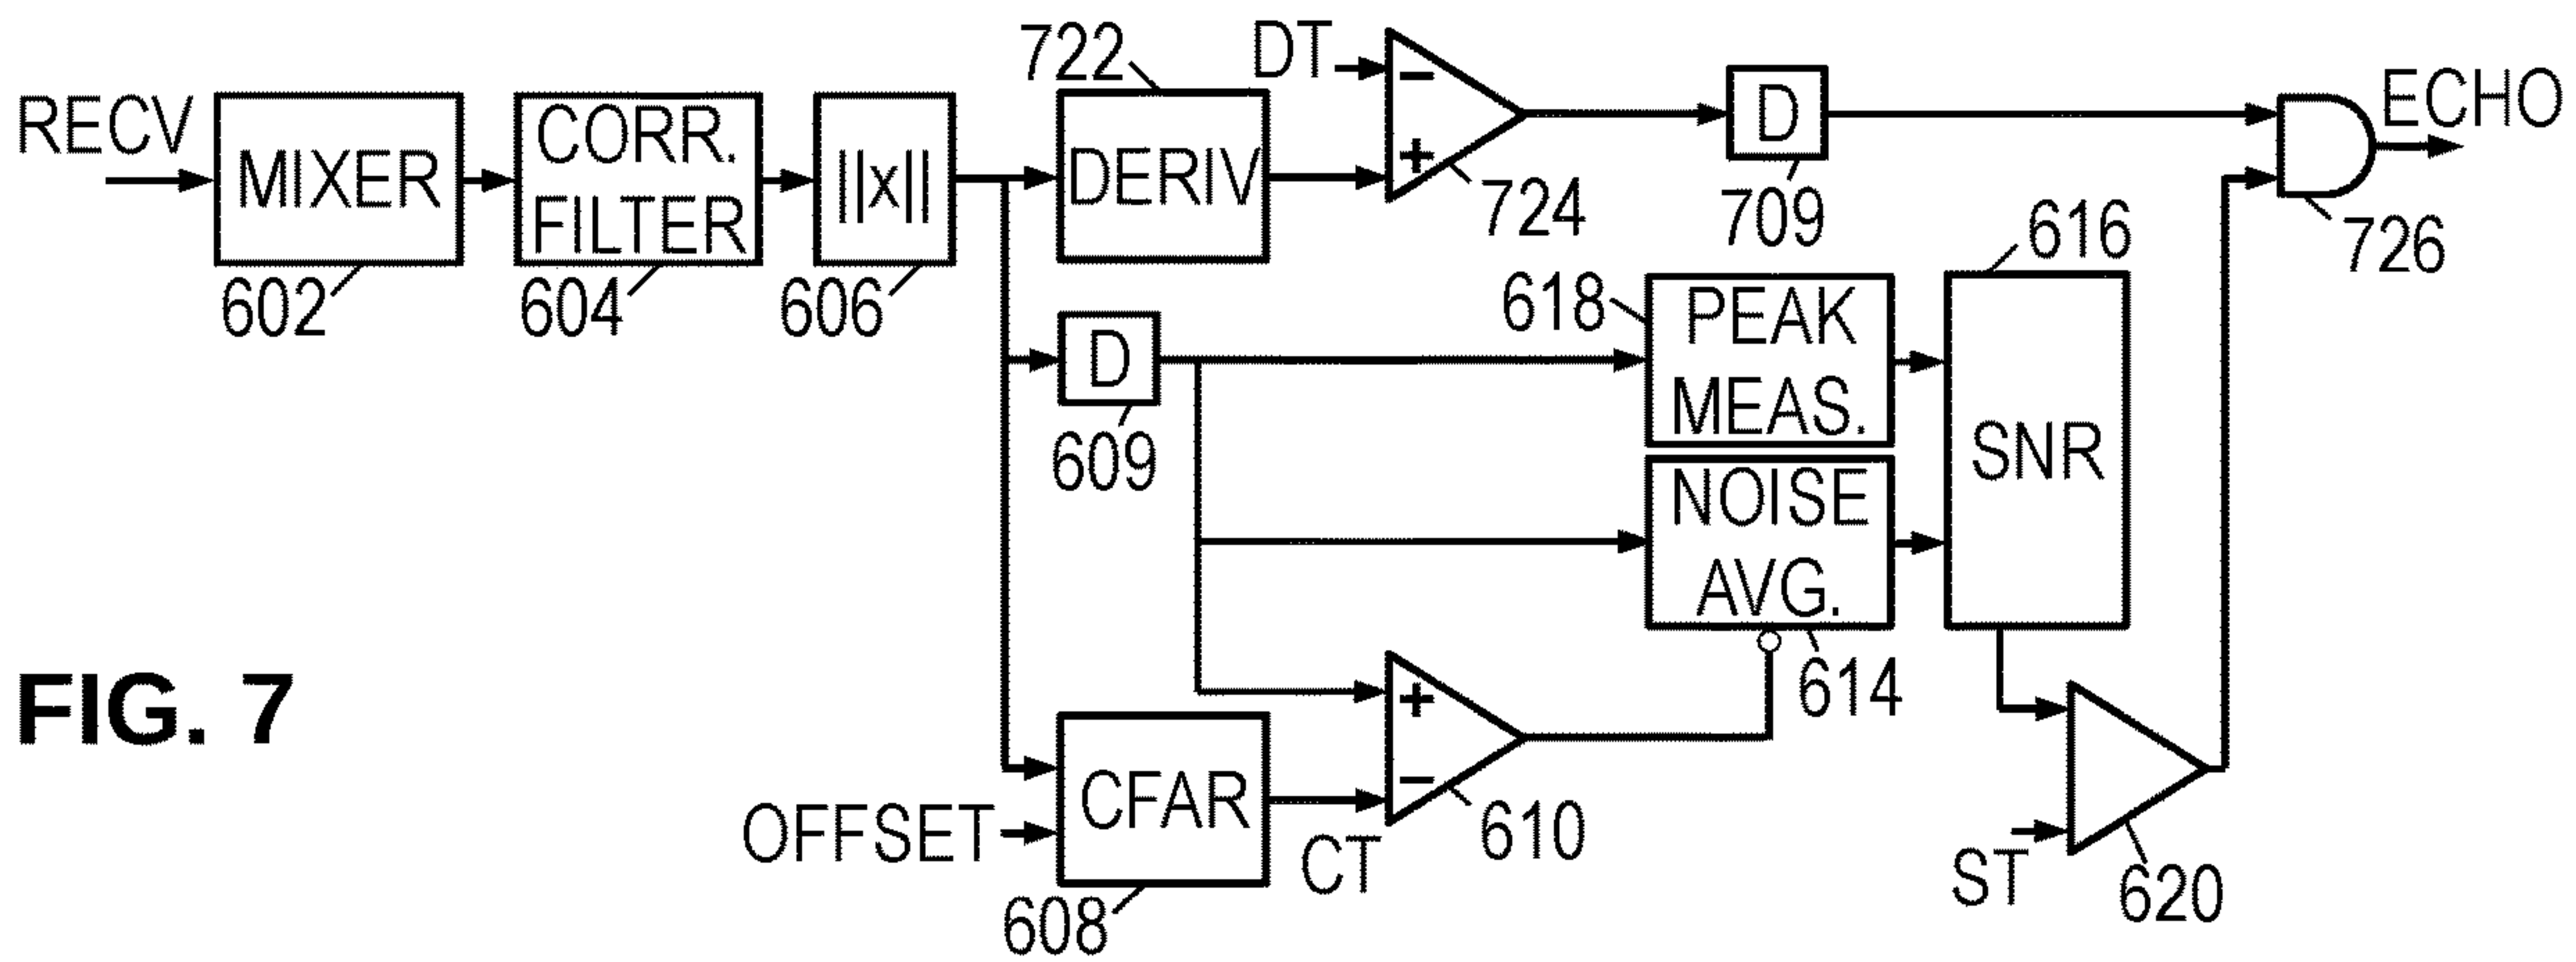 RECV
MIXER
602
CORR.
FILTER
604
||x||
606
722
DERIV
DT
−
+
724
D
709
ECHO
726
D
609
618
PEAK
MEAS.
616
SNR
NOISE
AVG.
614
OFFSET
CFAR
608
CT
+
−
610
ST
620
FIG. 7